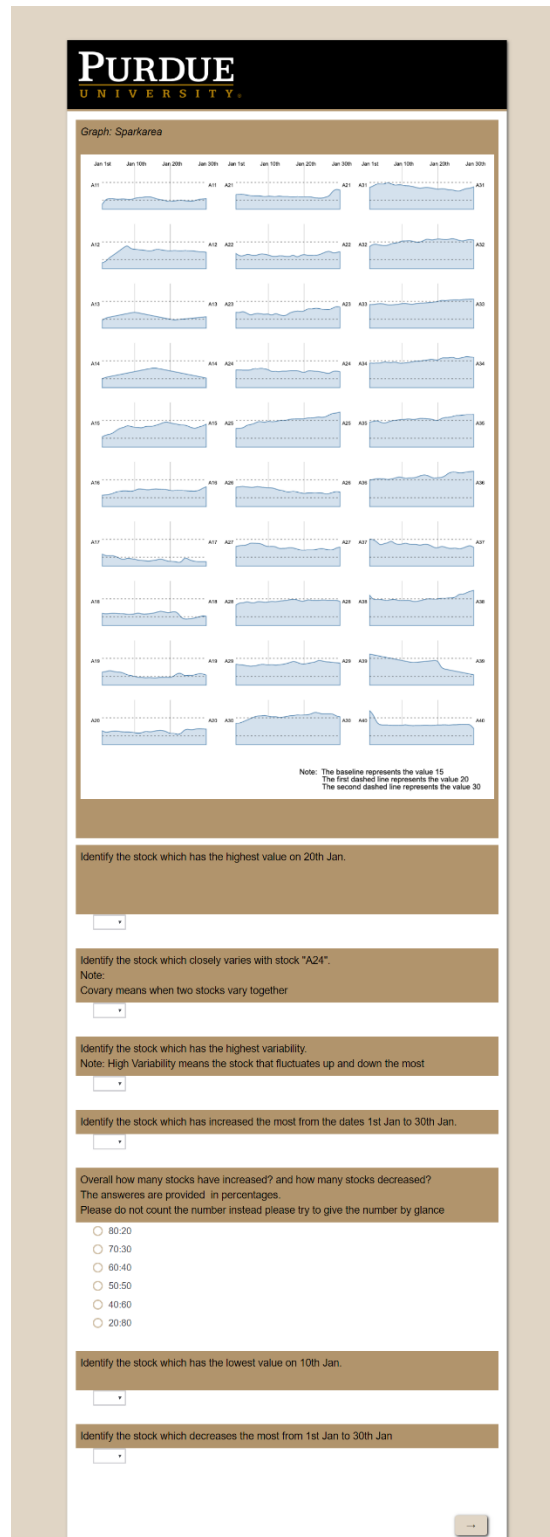 PURDUE
UNIVERSITY.
Graph: Sparkarea
Jan 1st Jan 10th Jan 20th Jan 30th Jan 1st Jan 10th Jan 20th Jan 30th Jan 1st Jan 10th Jan 20th Jan 30th
A11 A11 A21 A21 A31 A31
A12 A12 A22 A22 A32 A32
A13 A13 A23 A23 A33 A33
A14 A14 A24 A24 A34 A34
A15 A15 A25 A25 A35 A35
A16 A16 A26 A26 A36 A36
A17 A17 A27 A27 A37 A37
A18 A18 A28 A28 A38 A38
A19 A19 A29 A29 A39 A39
A20 A20 A30 A30 A40 A40
Note: The baseline represents the value 15
The first dashed line represents the value 20
The second dashed line represents the value 30
Identify the stock which has the highest value on 20th Jan.
Identify the stock which closely varies with stock "A24".
Note:
Covary means when two stocks vary together
Identify the stock which has the highest variability.
Note: High Variability means the stock that fluctuates up and down the most
Identify the stock which has increased the most from the dates 1st Jan to 30th Jan.
Overall how many stocks have increased? and how many stocks decreased?
The answeres are provided in percentages.
Please do not count the number instead please try to give the number by glance
80:20
70:30
60:40
50:50
40:60
20:80
Identify the stock which has the lowest value on 10th Jan.
Identify the stock which decreases the most from 1st Jan to 30th Jan
→